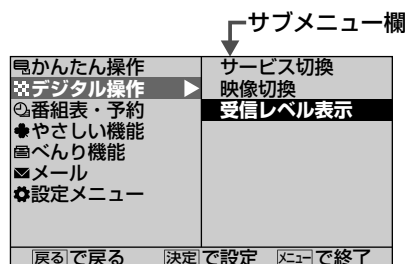 サブメニュー欄
かんたん操作
デジタル操作
番組表・予約
やさしい機能
べんり機能
メール
設定メニュー
サービス切換
映像切換
受信レベル表示
戻るで戻る 決定で設定 メニューで終了